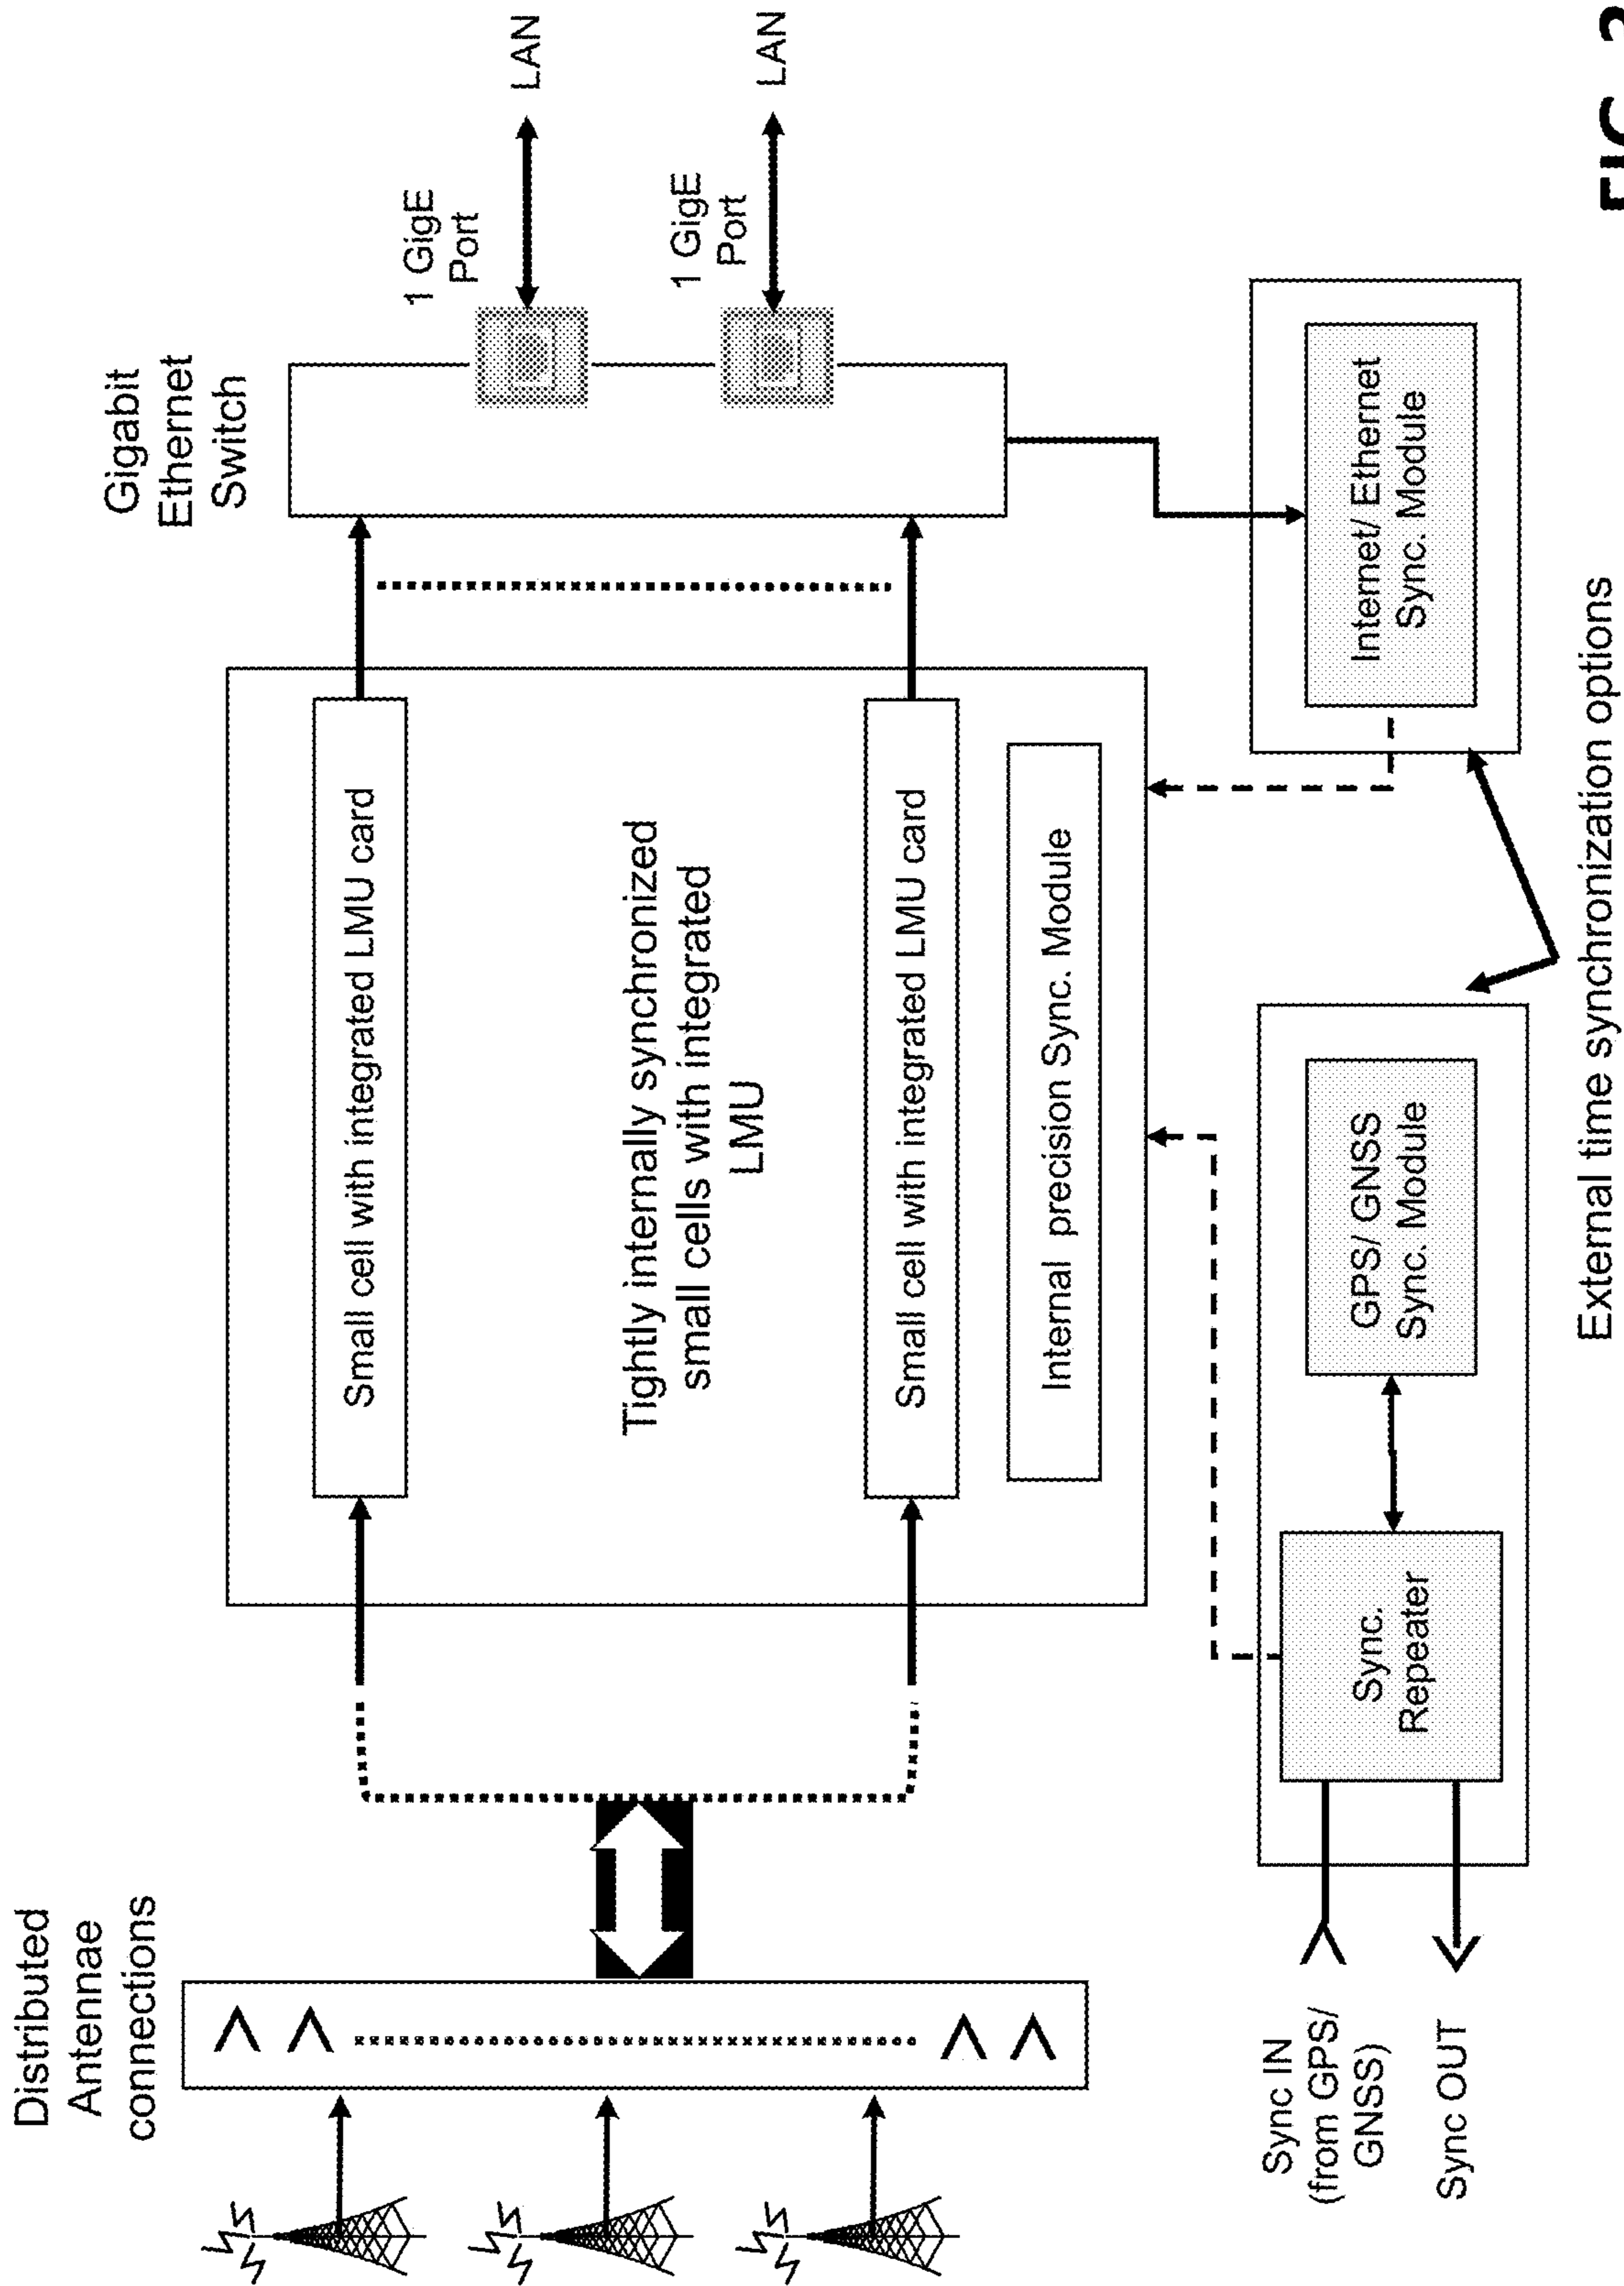 Distributed
Antennae
connections
Gigabit
Ethernet
Switch
Small cell with integrated LMU card
1 GigE
Port
LAN
Tightly internally synchronized
small cells with integrated
LMU
1 GigE
Port
LAN
Small cell with integrated LMU card
Internal precision Sync. Module
Sync IN
(from GPS/
GNSS)
Sync OUT
Sync.
Repeater
GPS/ GNSS
Sync. Module
Internet/ Ethernet
Sync. Module
External time synchronization options